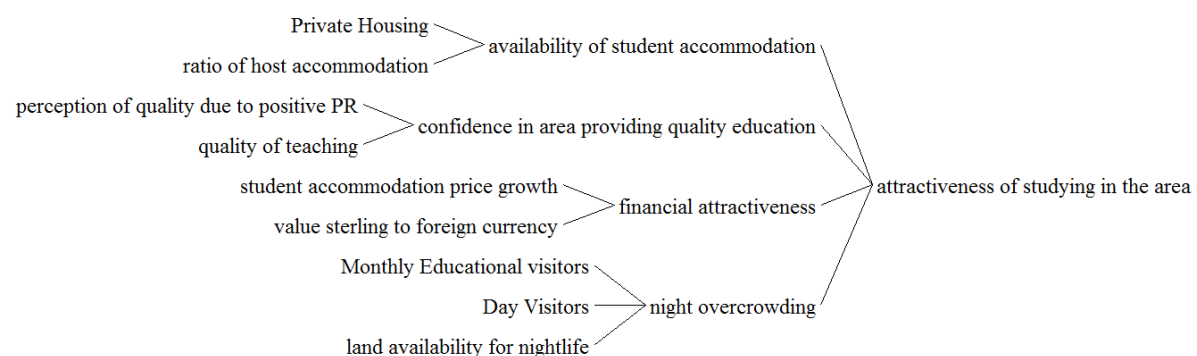 Private Housing
ratio of host accommodation
availability of student accommodation
perception of quality due to positive PR
quality of teaching
confidence in area providing quality education
student accommodation price growth
value sterling to foreign currency
financial attractiveness
Monthly Educational visitors
Day Visitors
land availability for nightlife
night overcrowding
attractiveness of studying in the area